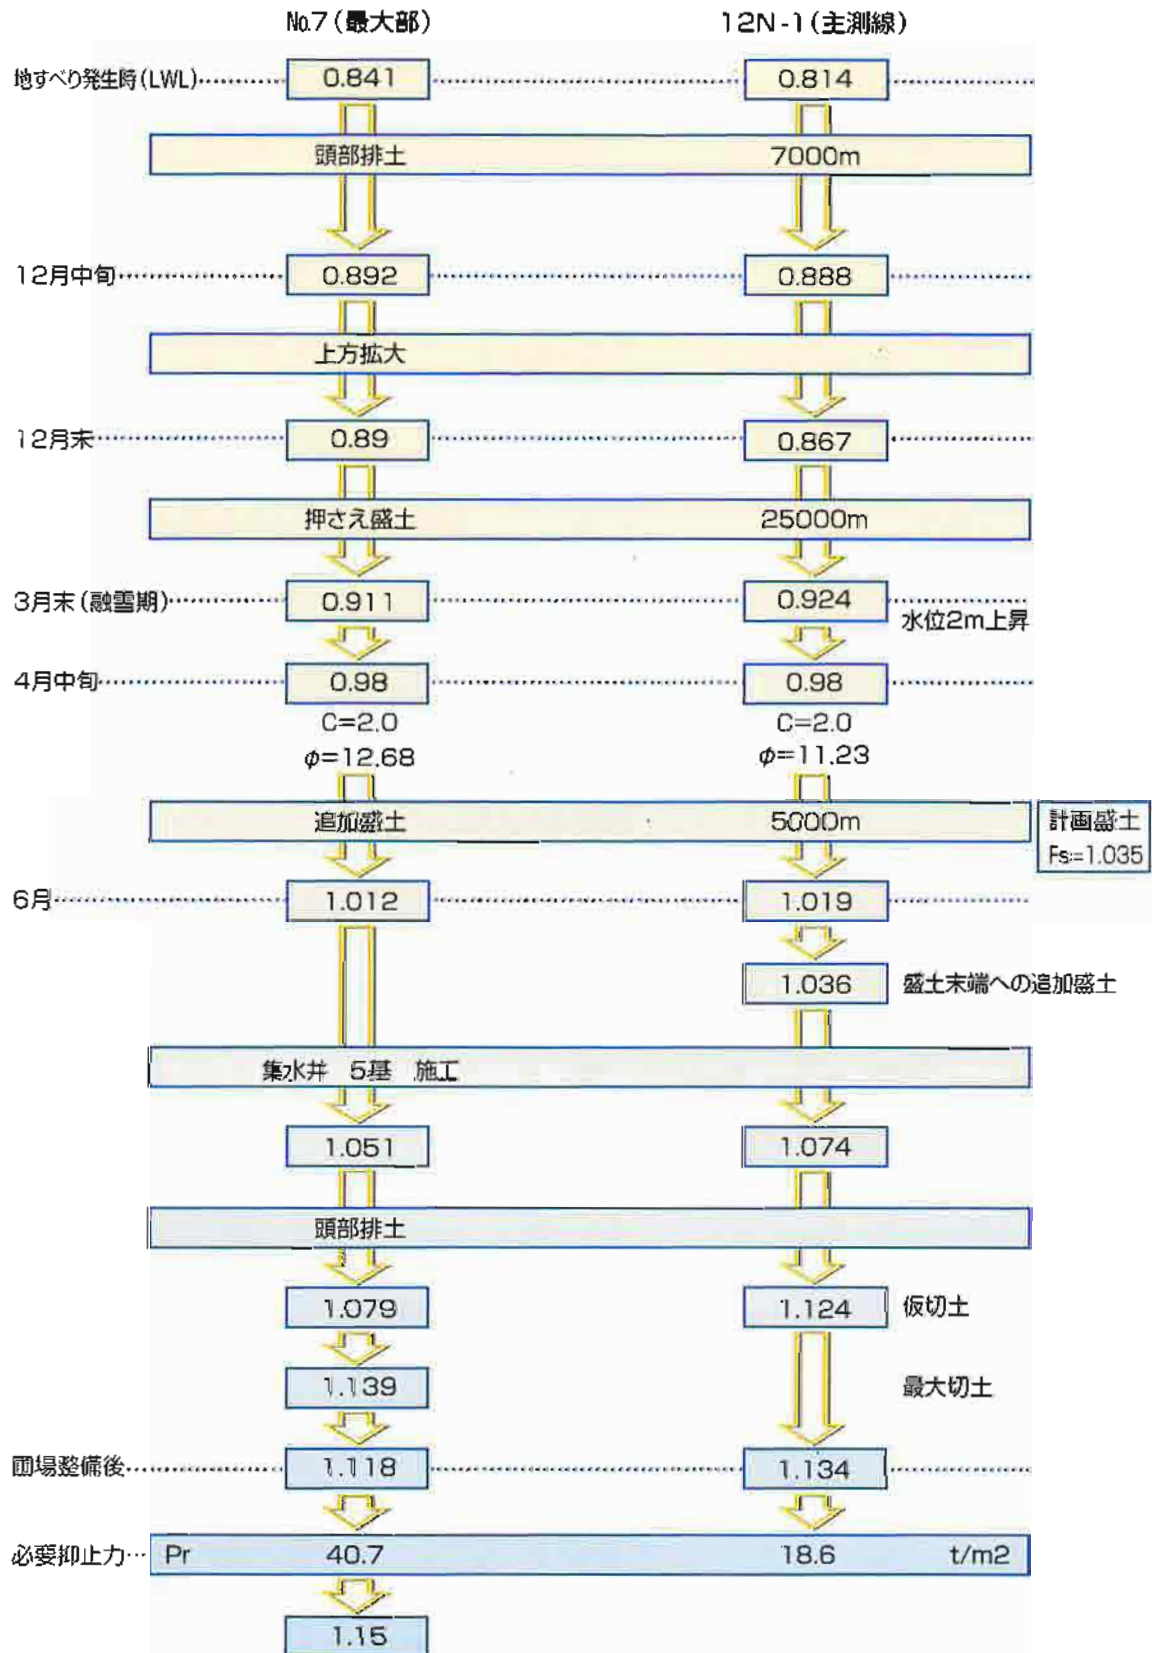 No.7(最大部) 12N-1(主測線)
地すべり発生時(LWL) 0.841 0.814
頭部排土 7000m
12月中旬 0.892 0.888
上方拡大
12月末 0.89 0.867
押さえ盛土 25000m
3月末(融雪期) 0.911 0.924
水位2m上昇
4月中旬 0.98 0.98
C=2.0 C=2.0
φ=12.68 φ=11.23
追加盛土 5000m 計画盛土
Fs=1.035
6月 1.012 1.019
1.036 盛土末端への追加盛土
集水井 5基 施工
1.051 1.074
頭部排土
1.079 1.124 仮切土
1.139 最大切土
圃場整備後 1.118 1.134
必要抑止力… Pr 40.7 18.6 t/m2
1.15